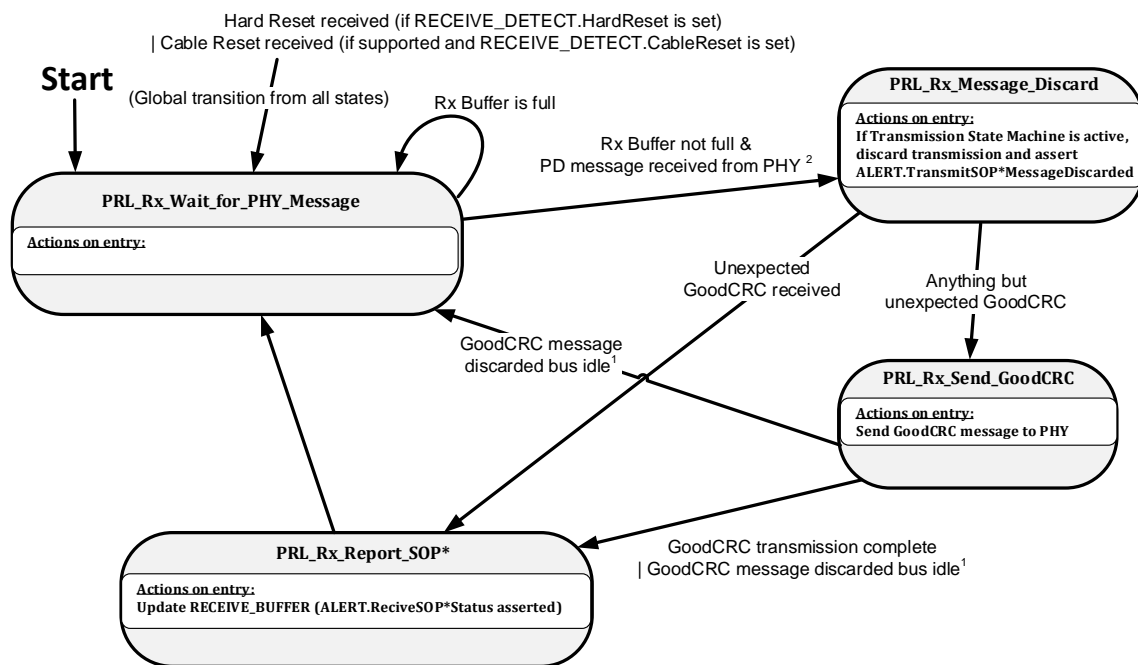 Hard Reset received (if RECEIVE_DETECT.HardReset is set)
| Cable Reset received (if supported and RECEIVE_DETECT.CableReset is set)
Start
(Global transition from all states)
Rx Buffer is full
PRL_Rx_Message_Discard
Actions on entry:
If Transmission State Machine is active,
discard transmission and assert
ALERT.TransmitSOP*MessageDiscarded
Rx Buffer not full &
PD message received from PHY 2
PRL_Rx_Wait_for_PHY_Message
Actions on entry:
Unexpected
GoodCRC received
Anything but
unexpected GoodCRC
GoodCRC message
discarded bus idle1
PRL_Rx_Send_GoodCRC
Actions on entry:
Send GoodCRC message to PHY
PRL_Rx_Report_SOP*
Actions on entry:
Update RECEIVE_BUFFER (ALERT.ReciveSOP*Status asserted)
GoodCRC transmission complete
| GoodCRC message discarded bus idle1